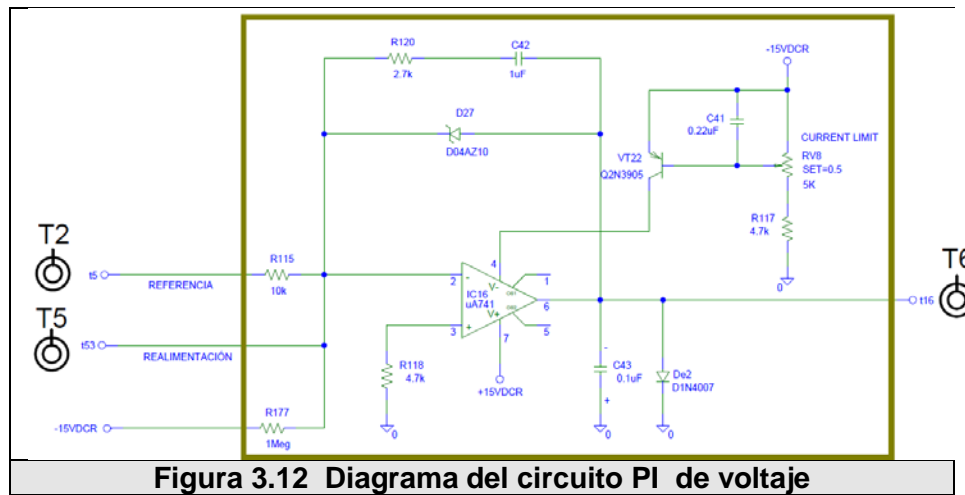 R120
2.7k
C42
1uF
-15VDCR
D27
D04AZ10
C41
0.22uF
CURRENT LIMIT
RV8
SET=0.5
5K
VT22
Q2N3905
R117
4.7k
0
T2
t5
REFERENCIA
R115
10k
4
2
-
V-
OS1
1
IC16
uA741
6
T6
t16
T5
t53
REALIMENTACIÓN
3
+
V+
OS2
5
7
R118
4.7k
0
+15VDCR
-
C43
0.1uF
+
0
De2
D1N4007
0
-15VDCR
R177
1Meg
Figura 3.12 Diagrama del circuito PI de voltaje